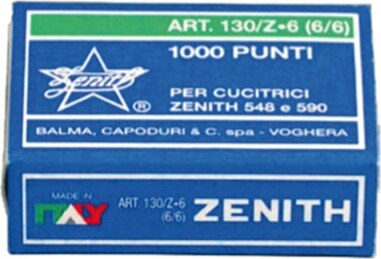 ART. 130/Z•6 (6/6)
1000 PUNTI
Zenith
®
PER CUCITRICI
ZENITH 548 e 590
BALMA, CAPODURI & C. spa - VOGHERA
MADE IN
ITALY
ART. 130/Z•6
(6/6)
ZENITH